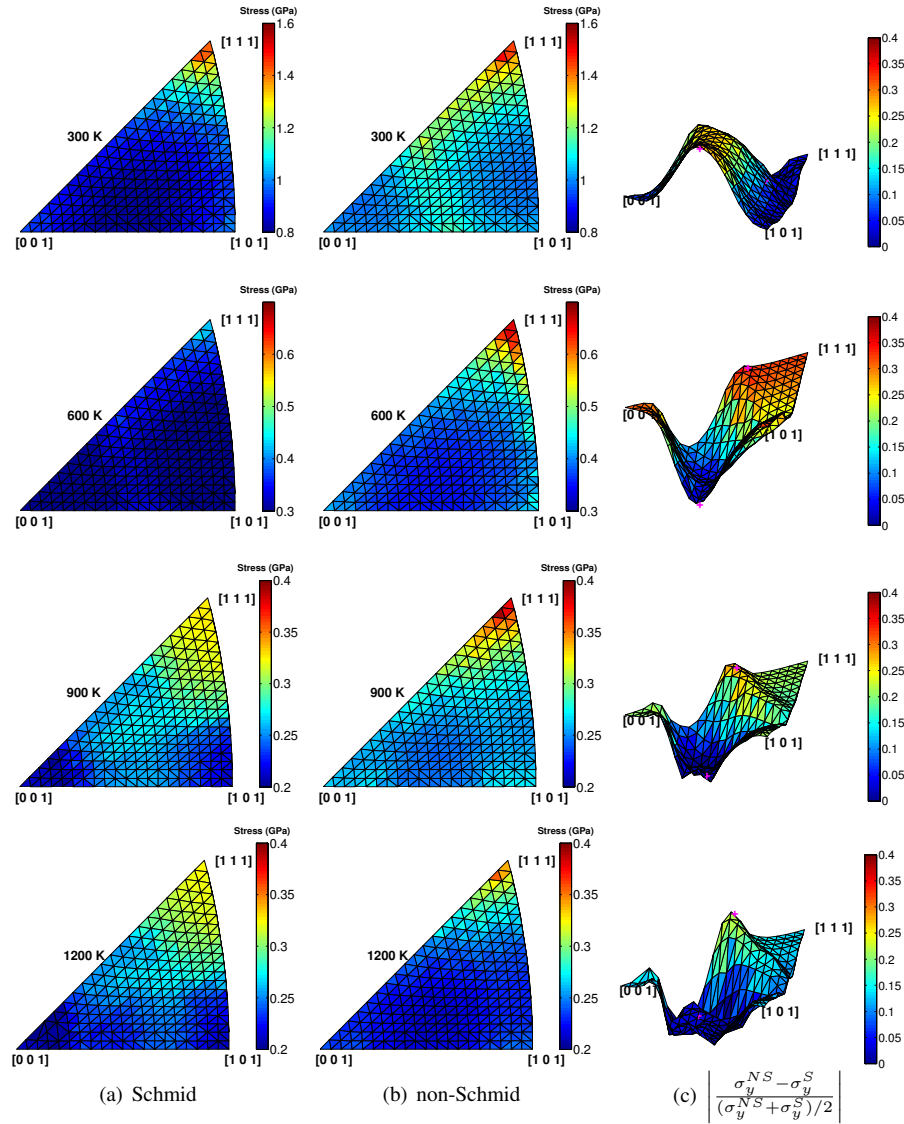 Stress (GPa) Stress (GPa)
1.6 1.6 0.4
[1 1 1] [1 1 1] 0.35
1.4 1.4 0.3
300 K 300 K 0.25
1.2 1.2 0.2
[1 1 1]
0.15
1 1 0.1
[0 0 1]
0.05
0.8 0.8 0
[0 0 1] [1 0 1] [0 0 1] [1 0 1] [1 0 1]
Stress (GPa) Stress (GPa)
[1 1 1] [1 1 1] 0.4
0.6 0.6 0.35
[1 1 1]
0.3
600 K 600 K 0.25
0.5 0.5 0.2
[0 0 1]
0.15
0.4 0.4 0.1
[1 0 1]
0.05
0.3 0.3 0
[0 0 1] [1 0 1] [0 0 1] [1 0 1]
Stress (GPa) Stress (GPa)
0.4 0.4 0.4
[1 1 1] [1 1 1] 0.35
0.35 0.35 0.3
[1 1 1]
900 K 900 K 0.25
0.3 0.3 0.2
[0 0 1]
0.15
0.25 0.25 0.1
[1 0 1]
0.05
0.2 0.2 0
[0 0 1] [1 0 1] [0 0 1] [1 0 1]
Stress (GPa) Stress (GPa)
0.4 0.4 0.4
[1 1 1] [1 1 1] 0.35
0.35 0.35 0.3
[1 1 1]
1200 K 1200 K 0.25
0.3 0.3 0.2
[0 0 1]
0.15
0.25 0.25 0.1
[1 0 1]
0.05
0.2 0.2 0
[0 0 1] [1 0 1] [0 0 1] [1 0 1]
(a) Schmid (b) non-Schmid (c) | (σ_y^{NS} − σ_y^{S}) / ((σ_y^{NS} + σ_y^{S})/2) |